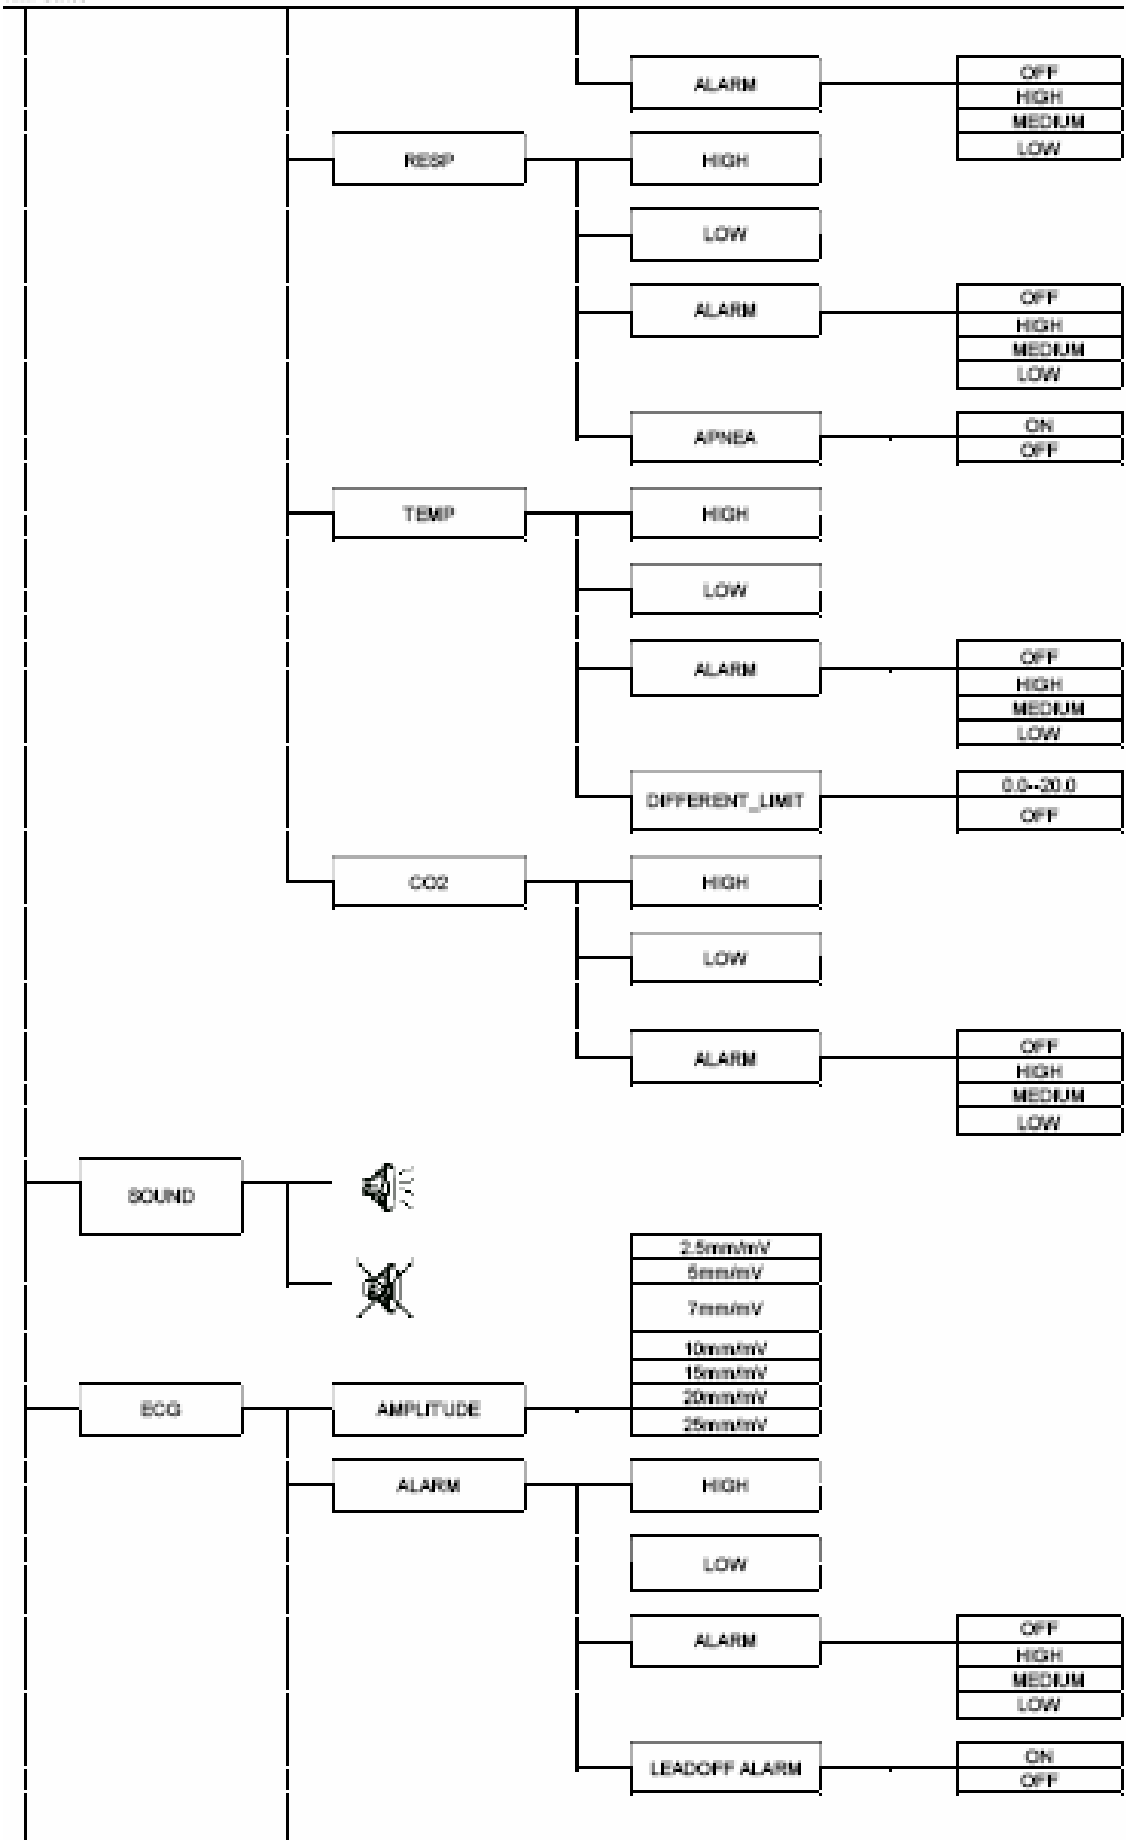 ALARM
OFF
HIGH
MEDIUM
LOW
RESP
HIGH
LOW
ALARM
OFF
HIGH
MEDIUM
LOW
APNEA
ON
OFF
TEMP
HIGH
LOW
ALARM
OFF
HIGH
MEDIUM
LOW
DIFFERENT_LIMIT
0.0--20.0
OFF
CO2
HIGH
LOW
ALARM
OFF
HIGH
MEDIUM
LOW
SOUND
2.5mm/mV
5mm/mV
7mm/mV
10mm/mV
15mm/mV
20mm/mV
25mm/mV
ECG
AMPLITUDE
ALARM
HIGH
LOW
ALARM
OFF
HIGH
MEDIUM
LOW
LEADOFF ALARM
ON
OFF